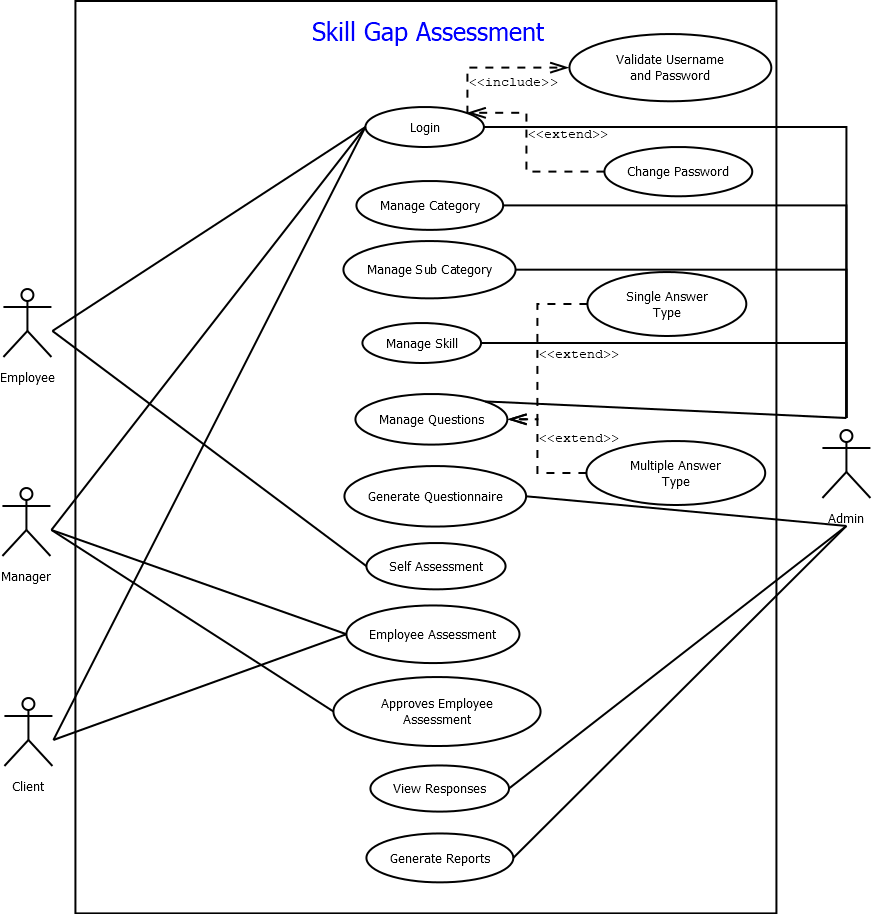 Skill Gap Assessment
Validate Username
and Password
<<include>>
Login
<<extend>>
Change Password
Manage Category
Manage Sub Category
Single Answer
Type
Employee
Manage Skill
<<extend>>
Manage Questions
<<extend>>
Multiple Answer
Type
Generate Questionnaire
Admin
Self Assessment
Manager
Employee Assessment
Approves Employee
Assessment
Client
View Responses
Generate Reports